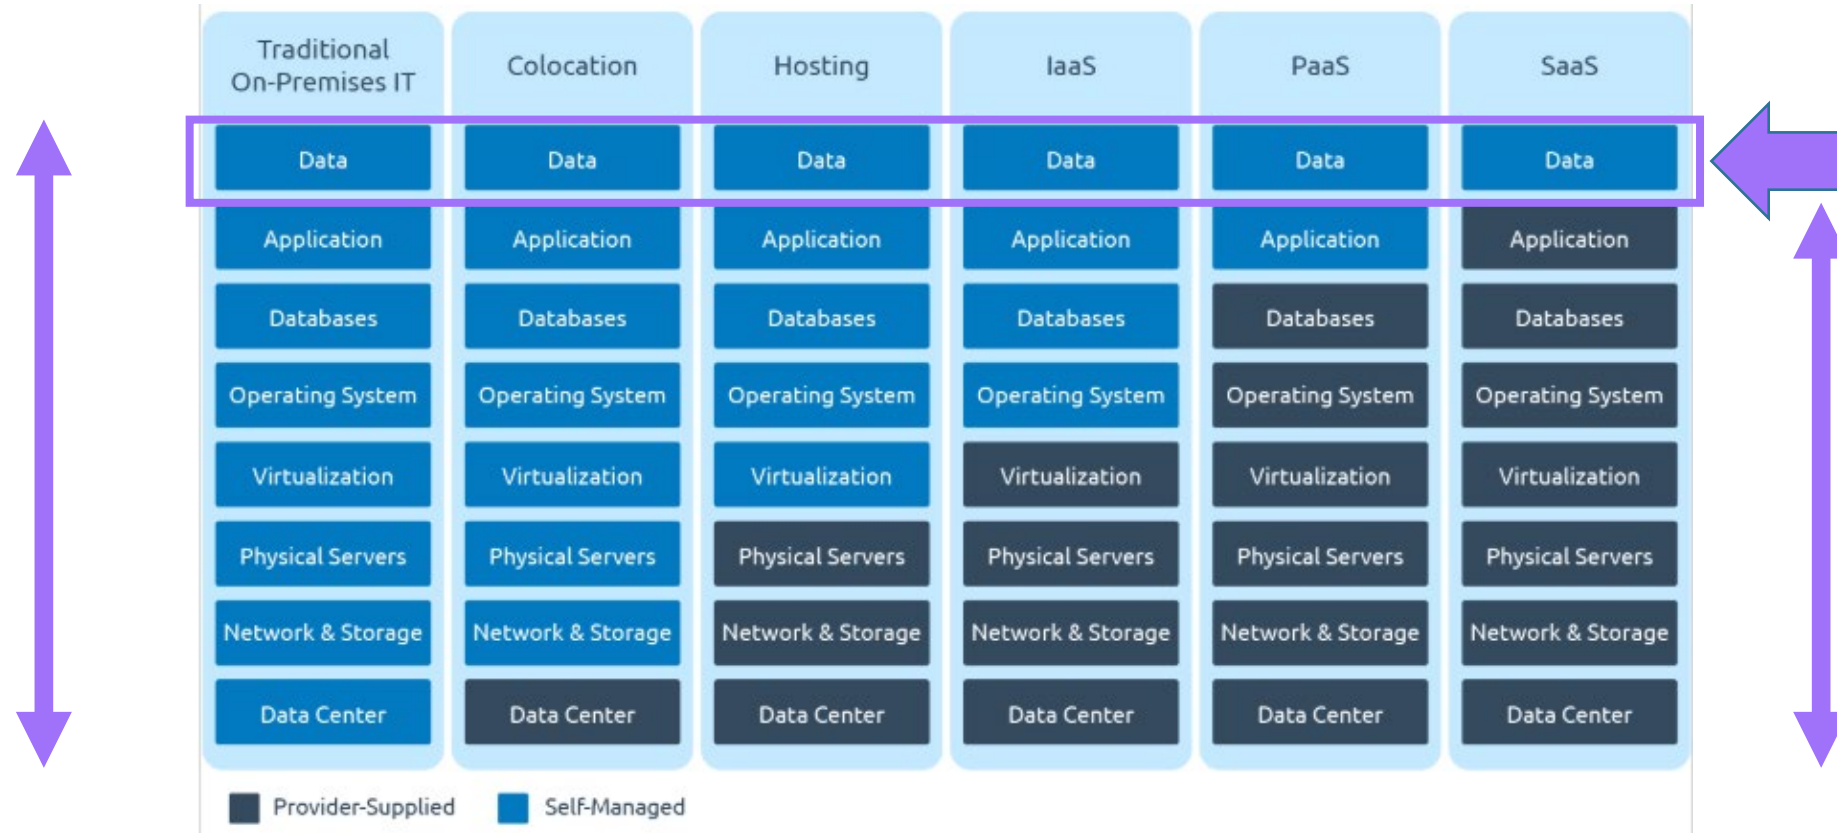 Traditional
On-Premises IT
Colocation
Hosting
IaaS
PaaS
SaaS
Data
Data
Data
Data
Data
Data
Application
Application
Application
Application
Application
Application
Databases
Databases
Databases
Databases
Databases
Databases
Operating System
Operating System
Operating System
Operating System
Operating System
Operating System
Virtualization
Virtualization
Virtualization
Virtualization
Virtualization
Virtualization
Physical Servers
Physical Servers
Physical Servers
Physical Servers
Physical Servers
Physical Servers
Network & Storage
Network & Storage
Network & Storage
Network & Storage
Network & Storage
Network & Storage
Data Center
Data Center
Data Center
Data Center
Data Center
Data Center
Provider-Supplied
Self-Managed